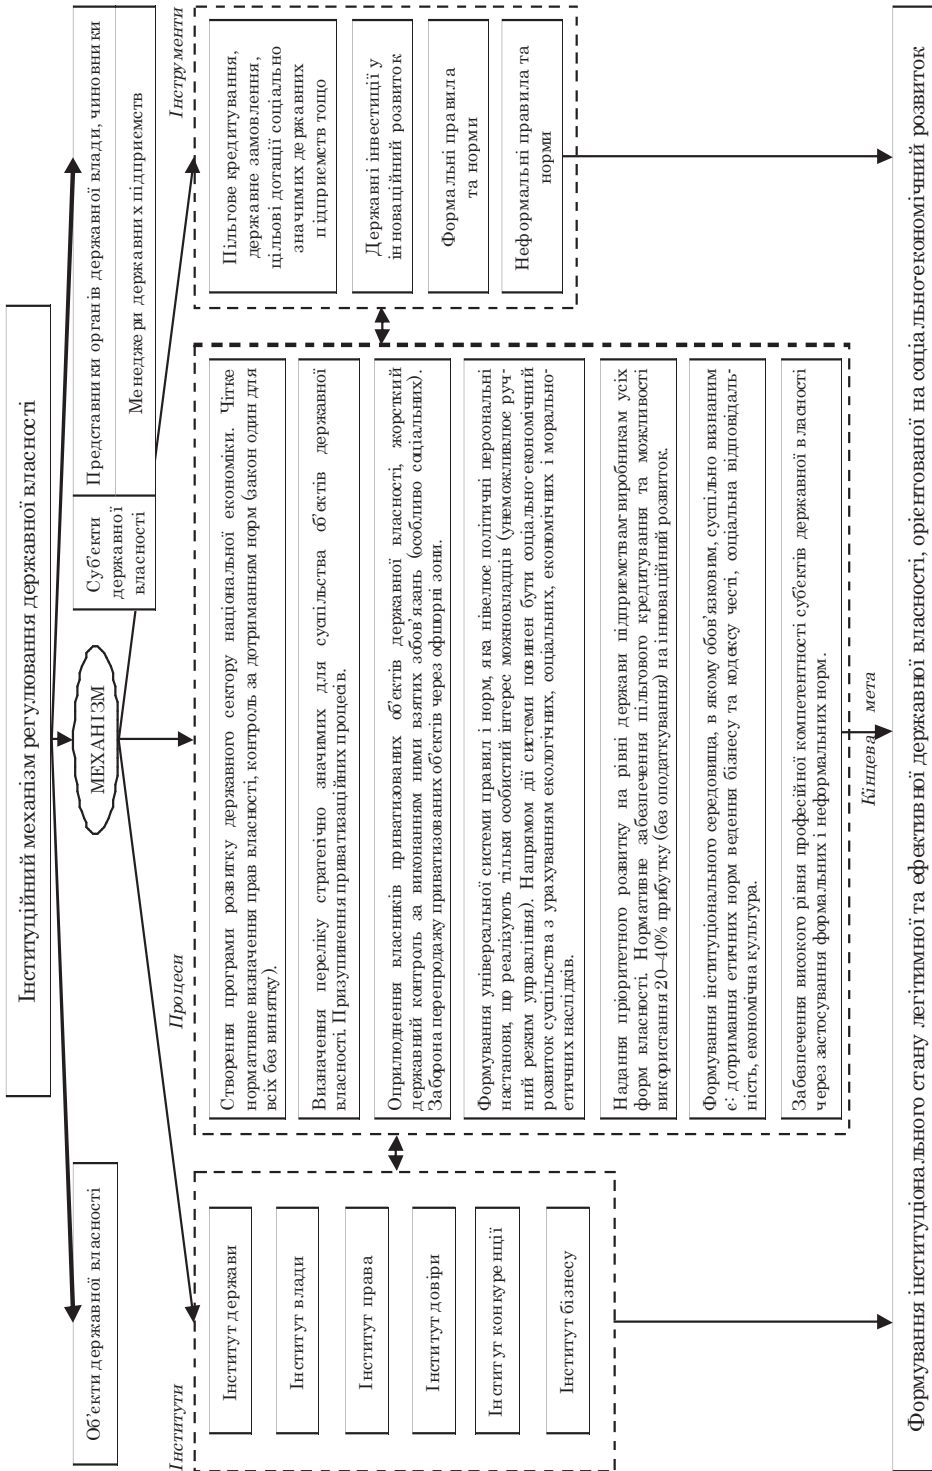 Інституційний механізм регулювання державної власності
Об'єкти державної власності
МЕХАНІЗМ
Суб'єкти
державної
власності
Представники органів державної влади, чиновники
Менеджери державних підприємств
Інститути
Процеси
Інструменти
Інститут держави
Інститут влади
Інститут права
Інститут довіри
Інститут конкуренції
Інститут бізнесу
Створення програми розвитку державного сектору національної економіки. Чітке
нормативне визначення прав власності, контроль за дотриманням норм (закон один для
всіх без винятку).
Визначення переліку стратегічно значимих для суспільства об'єктів державної
власності. Призупинення приватизаційних процесів.
Оприлюднення власників приватизованих об'єктів державної власності, жорсткий
державний контроль за виконанням ними взятих зобов'язань (особливо соціальних).
Заборона перепродажу приватизованих об'єктів через офшорні зони.
Формування універсальної системи правил і норм, яка нівелює політичні персональні
настанови, що реалізують тільки особистий інтерес можновладців (унеможливлює руч-
ний режим управління). Напрямом дії системи повинен бути соціально-економічний
розвиток суспільства з урахуванням екологічних, соціальних, економічних і морально-
етичних наслідків.
Надання пріоритетного розвитку на рівні держави підприємствам-виробникам усіх
форм власності. Нормативне забезпечення пільгового кредитування та можливості
використання 20–40% прибутку (без оподаткування) на інноваційний розвиток.
Формування інституціонального середовища, в якому обов'язковим, суспільно визнаним
є: дотримання етичних норм ведення бізнесу та кодексу честі, соціальна відповідаль-
ність, економічна культура.
Забезпечення високого рівня професійної компетентності суб'єктів державної власності
через застосування формальних і неформальних норм.
Пільгове кредитування,
державне замовлення,
цільові дотації соціально
значимих державних
підприємств тощо
Державні інвестиції у
інноваційний розвиток
Формальні правила
та норми
Неформальні правила та
норми
Кінцева мета
Формування інституціонального стану легітимної та ефективної державної власності, орієнтованої на соціально-економічний розвиток